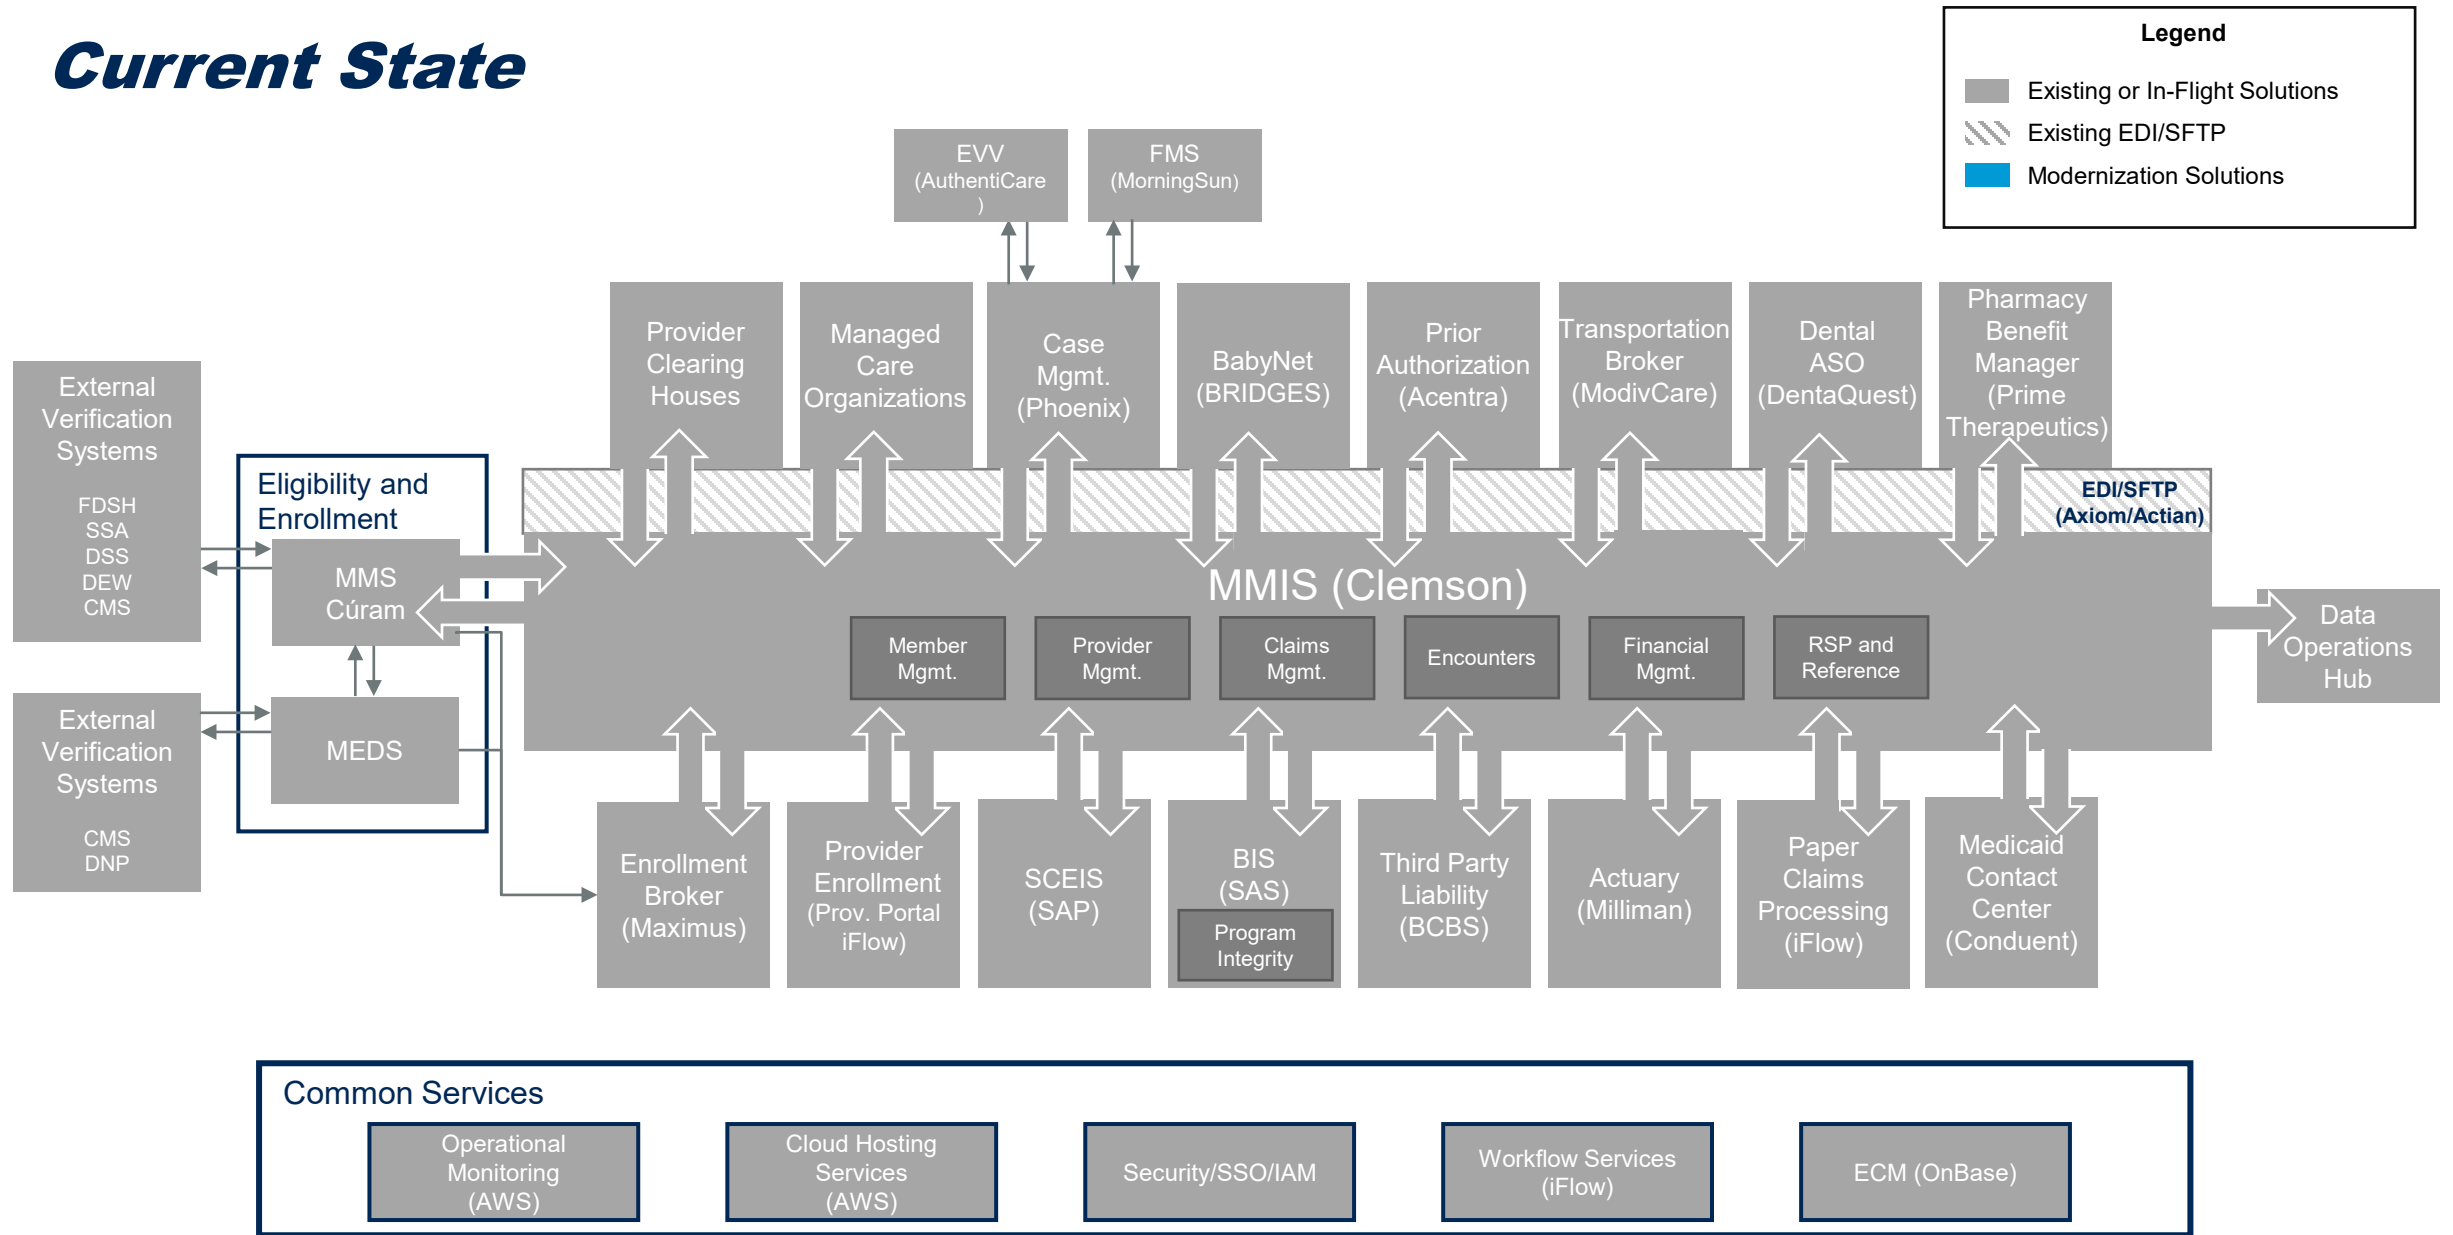 Current State
Legend
Existing or In-Flight Solutions
Existing EDI/SFTP
Modernization Solutions
EVV
(AuthentiCare
)
FMS
(MorningSun)
Provider
Clearing
Houses
Managed
Care
Organizations
Case
Mgmt.
(Phoenix)
BabyNet
(BRIDGES)
Prior
Authorization
(Acentra)
Transportation
Broker
(ModivCare)
Dental
ASO
(DentaQuest)
Pharmacy
Benefit
Manager
(Prime
Therapeutics)
External
Verification
Systems
FDSH
SSA
DSS
DEW
CMS
Eligibility and
Enrollment
MMS
Cúram
MEDS
External
Verification
Systems
CMS
DNP
EDI/SFTP
(Axiom/Actian)
MMIS (Clemson)
Member
Mgmt.
Provider
Mgmt.
Claims
Mgmt.
Encounters
Financial
Mgmt.
RSP and
Reference
Data
Operations
Hub
Enrollment
Broker
(Maximus)
Provider
Enrollment
(Prov. Portal
iFlow)
SCEIS
(SAP)
BIS
(SAS)
Program
Integrity
Third Party
Liability
(BCBS)
Actuary
(Milliman)
Paper
Claims
Processing
(iFlow)
Medicaid
Contact
Center
(Conduent)
Common Services
Operational
Monitoring
(AWS)
Cloud Hosting
Services
(AWS)
Security/SSO/IAM
Workflow Services
(iFlow)
ECM (OnBase)